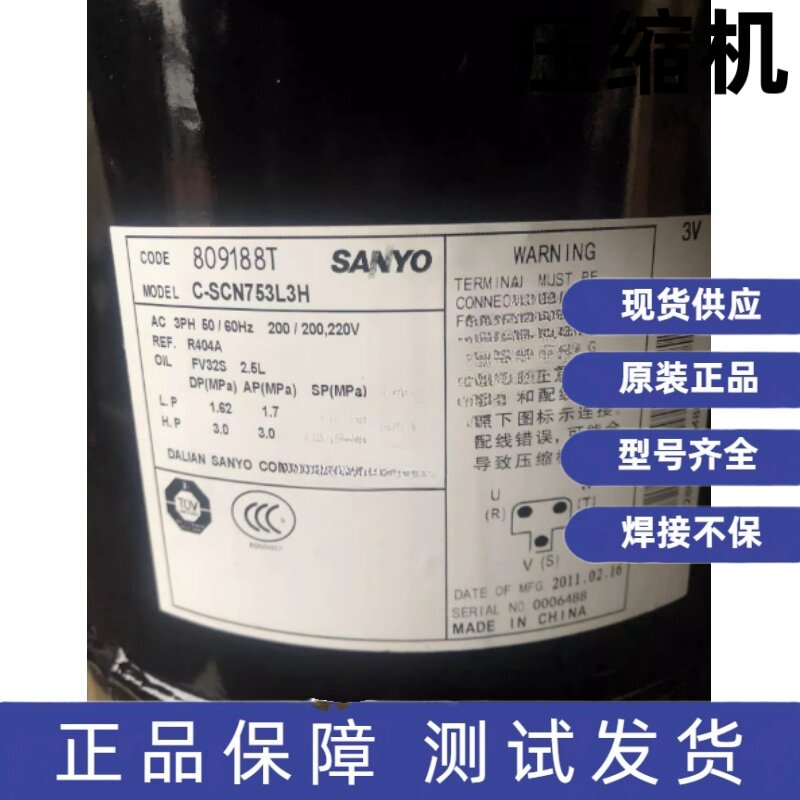 压缩机
3V
CODE 809188T SANYO
MODEL C-SCN753L3H
AC 3PH 50/60Hz 200/200,220V
REF. R404A
OIL FV32S 2.5L
DP(MPa) AP(MPa) SP(MPa)
L.P 1.62 1.7
H.P 3.0 3.0
DALIAN SANYO
TÜV
CCC
WARNING
TERMINAL MUST BE
和配线
照下图标示连接.
配线错误,可能会
导致压缩机
U
(R)
(T)
V (S)
DATE OF MFG. 2011.02.16
SERIAL NO. 0006488
MADE IN CHINA
现货供应
原装正品
型号齐全
焊接不保
正品保障 测试发货